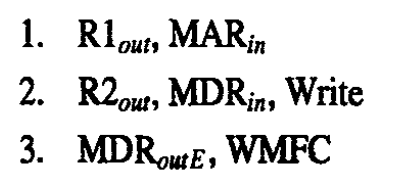 1. R1out, MARin
2. R2out, MDRin, Write
3. MDRoutE, WMFC